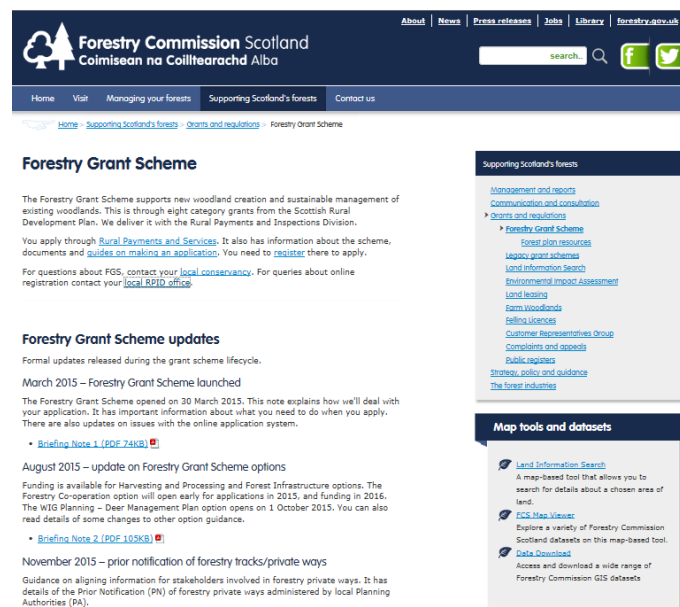 About | News | Press releases | Jobs | Library | forestry.gov.uk
Forestry Commission Scotland
Coimisean na Coilltearachd Alba
search..
Home Visit Managing your forests Supporting Scotland's forests Contact us
Home > Supporting Scotland's forests > Grants and regulations > Forestry Grant Scheme
Forestry Grant Scheme
The Forestry Grant Scheme supports new woodland creation and sustainable management of
existing woodlands. This is through eight category grants from the Scottish Rural
Development Plan. We deliver it with the Rural Payments and Inspections Division.
You apply through Rural Payments and Services. It also has information about the scheme,
documents and guides on making an application. You need to register there to apply.
For questions about FGS, contact your local conservancy. For queries about online
registration contact your local RPID office.
Forestry Grant Scheme updates
Formal updates released during the grant scheme lifecycle.
March 2015 – Forestry Grant Scheme launched
The Forestry Grant Scheme opened on 30 March 2015. This note explains how we'll deal with
your application. It has important information about what you need to do when you apply.
There are also updates on issues with the online application system.
• Briefing Note 1 (PDF 74KB)
August 2015 – update on Forestry Grant Scheme options
Funding is available for Harvesting and Processing and Forest Infrastructure options. The
Forestry Co-operation option will open early for applications in 2015, and funding in 2016.
The WIG Planning – Deer Management Plan option opens on 1 October 2015. You can also
read details of some changes to other option guidance.
• Briefing Note 2 (PDF 105KB)
November 2015 – prior notification of forestry tracks/private ways
Guidance on aligning information for stakeholders involved in forestry private ways. It has
details of the Prior Notification (PN) of forestry private ways administered by local Planning
Authorities (PA).
Supporting Scotland's forests
Management and reports
Communication and consultation
Grants and regulations
Forestry Grant Scheme
Forest plan resources
Legacy grant schemes
Land Information Search
Environmental Impact Assessment
Land leasing
Farm Woodlands
Felling Licences
Customer Representatives Group
Complaints and appeals
Public registers
Strategy, policy and guidance
The forest industries
Map tools and datasets
Land Information Search
A map-based tool that allows you to
search for details about a chosen area of
land.
FCS Map Viewer
Explore a variety of Forestry Commission
Scotland datasets on this map-based tool.
Data Download
Access and download a wide range of
Forestry Commission GIS datasets